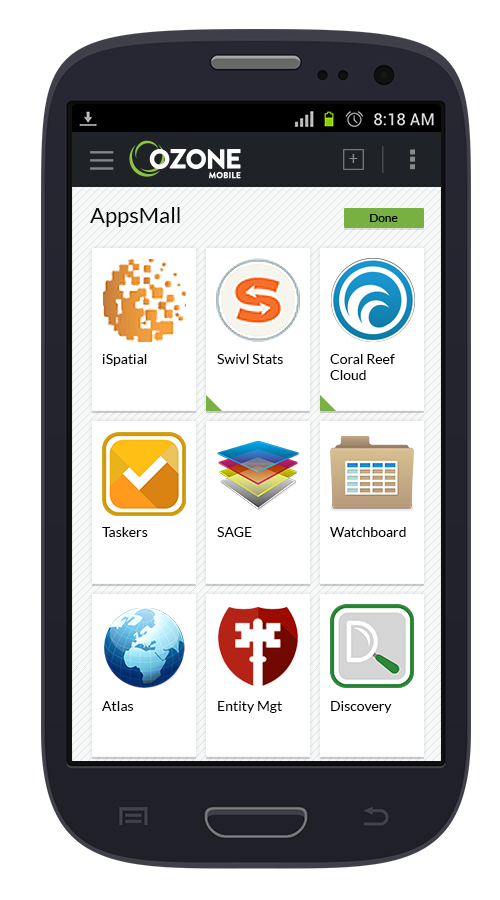 8:18 AM
OZONE
MOBILE
AppsMall
Done
S
iSpatial
Swivl Stats
Coral Reef
Cloud
Taskers
SAGE
Watchboard
D
Atlas
Entity Mgt
Discovery